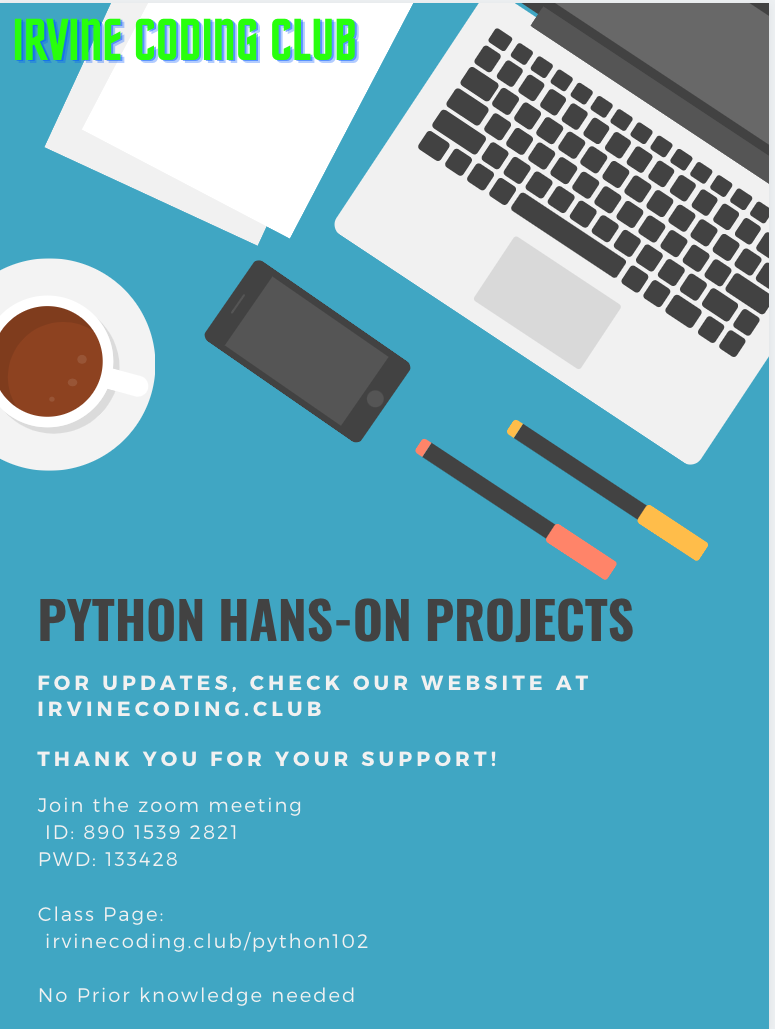 IRVINE CODING CLUB
PYTHON HANS-ON PROJECTS
FOR UPDATES, CHECK OUR WEBSITE AT
IRVINECODING.CLUB
THANK YOU FOR YOUR SUPPORT!
Join the zoom meeting
ID: 890 1539 2821
PWD: 133428
Class Page:
irvinecoding.club/python102
No Prior knowledge needed